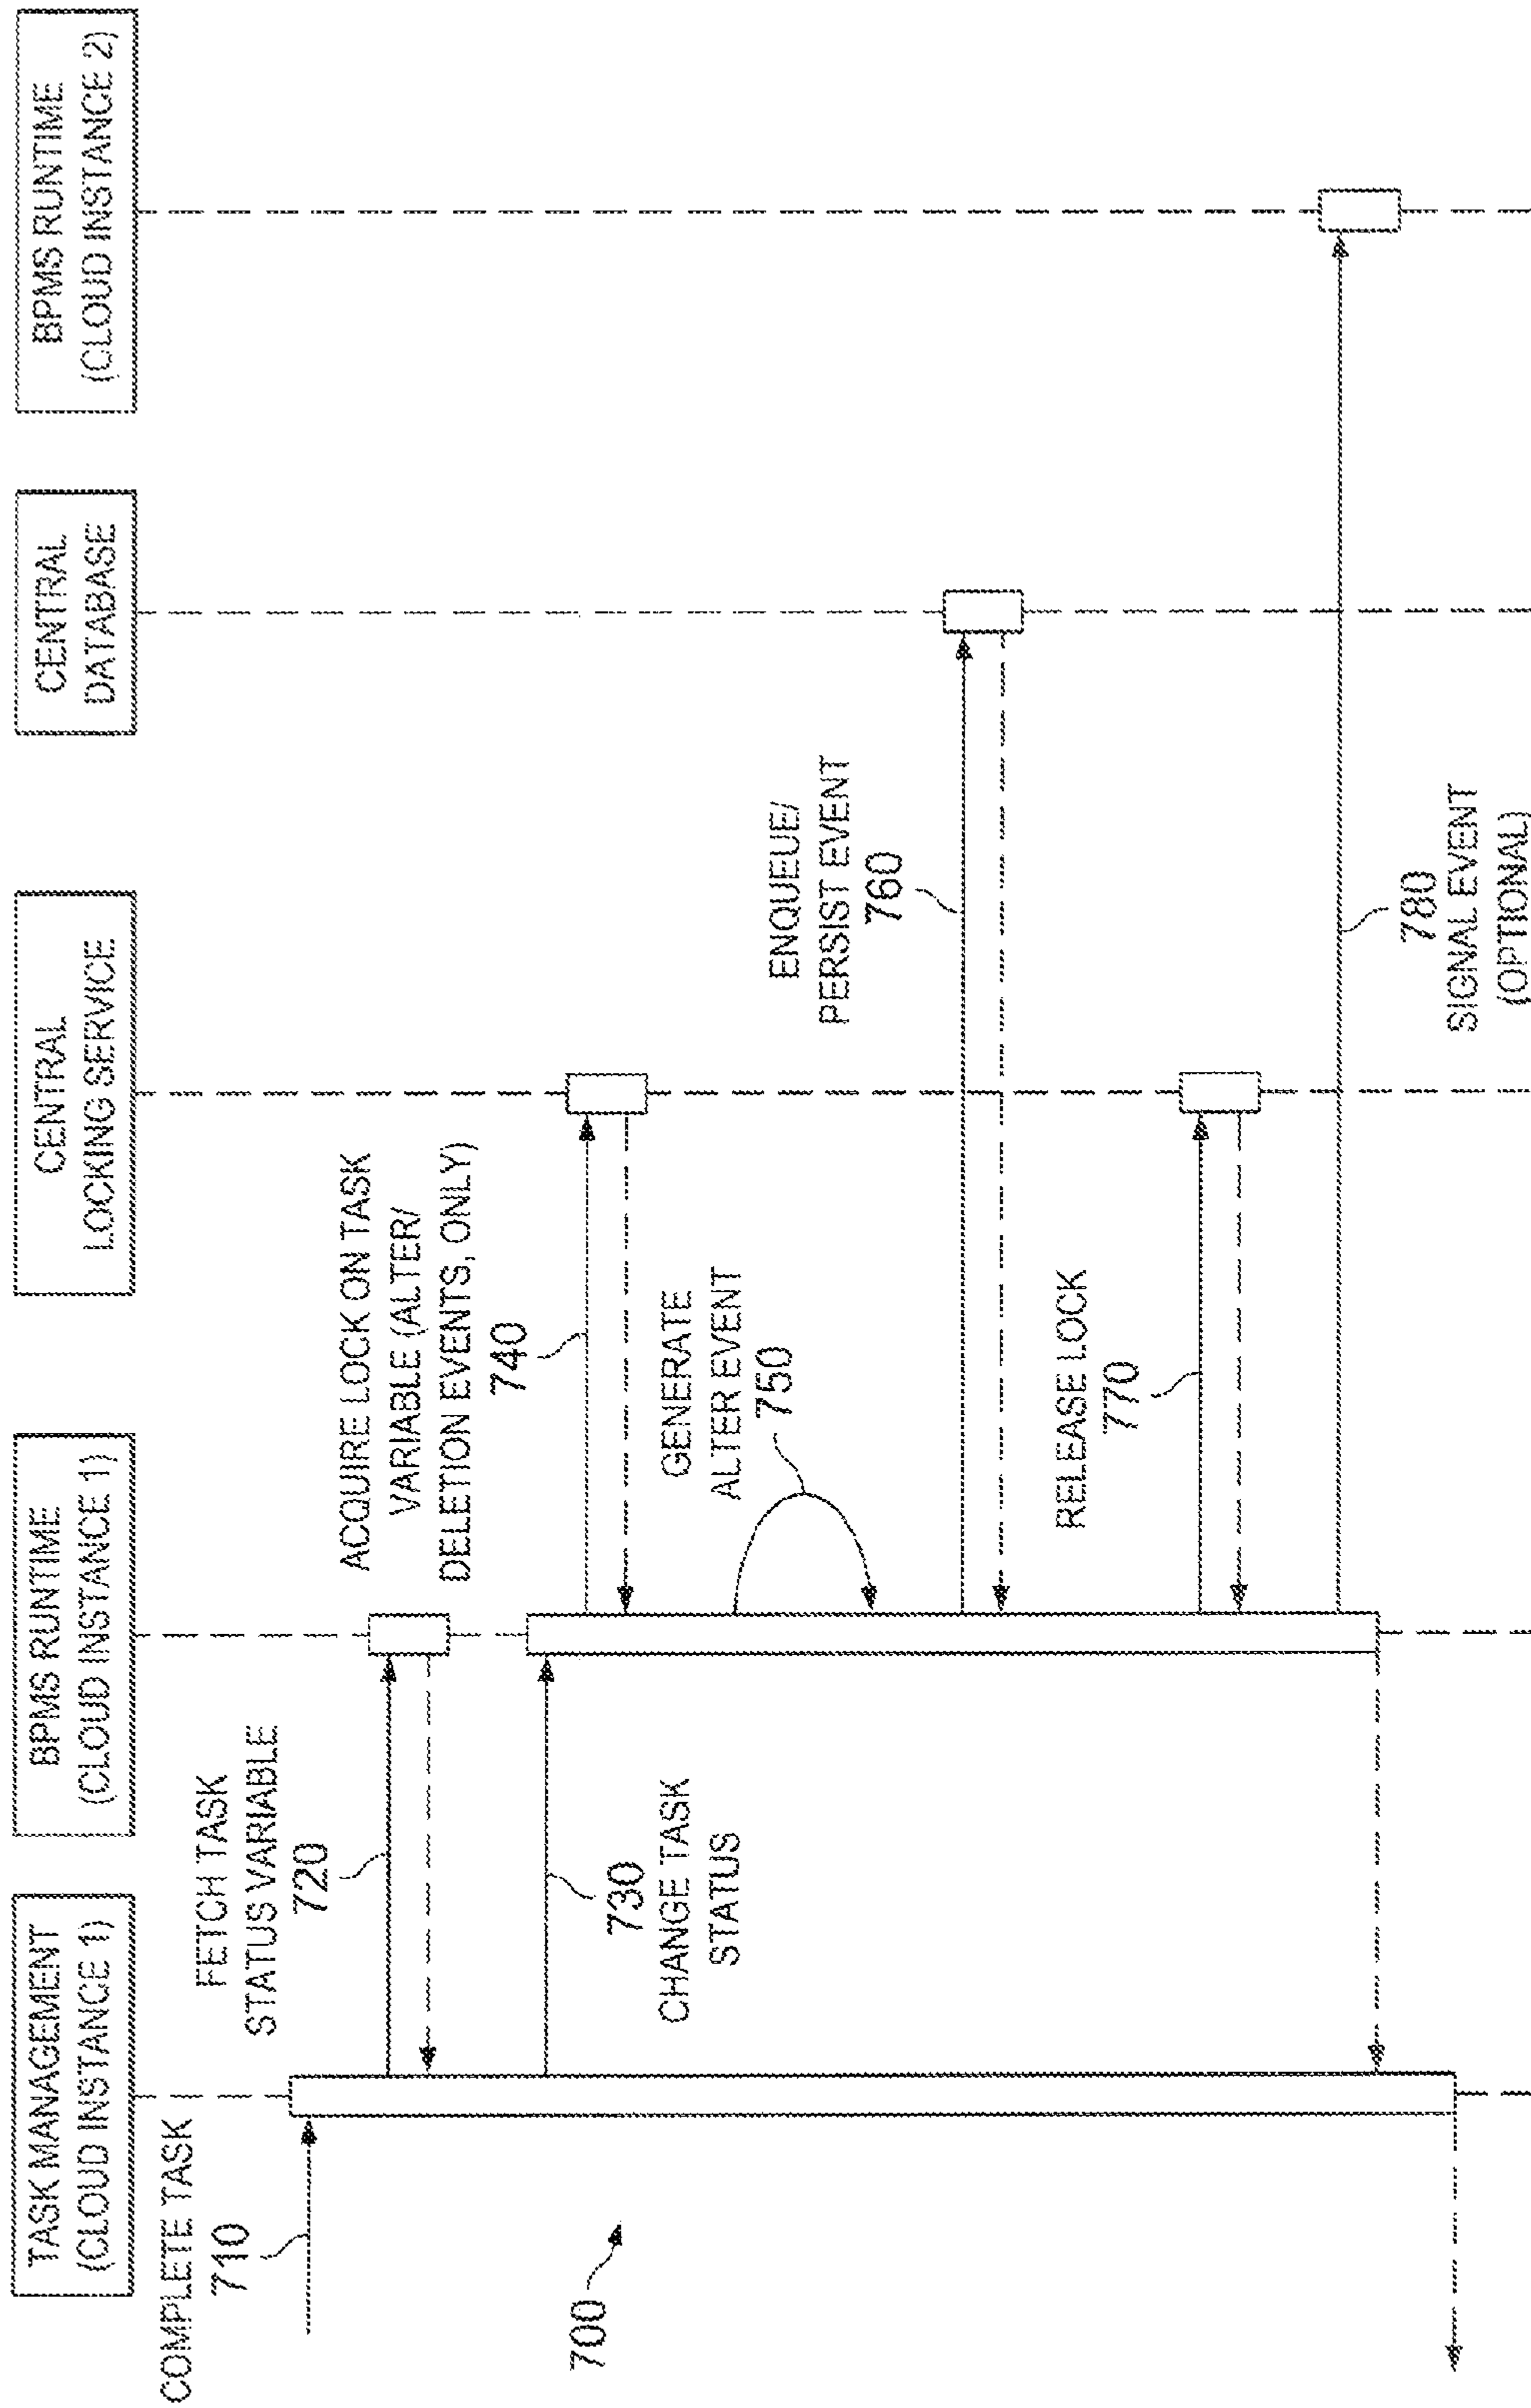 TASK MANAGEMENT
(CLOUD INSTANCE 1)
BPMS RUNTIME
(CLOUD INSTANCE 1)
CENTRAL
LOCKING SERVICE
CENTRAL
DATABASE
BPMS RUNTIME
(CLOUD INSTANCE 2)
COMPLETE TASK
710
FETCH TASK
STATUS VARIABLE
720
730
CHANGE TASK
STATUS
ACQUIRE LOCK ON TASK
VARIABLE (ALTER/
DELETION EVENTS, ONLY)
740
GENERATE
ALTER EVENT
750
ENQUEUE/
PERSIST EVENT
760
RELEASE LOCK
770
780
SIGNAL EVENT
(OPTIONAL)
700